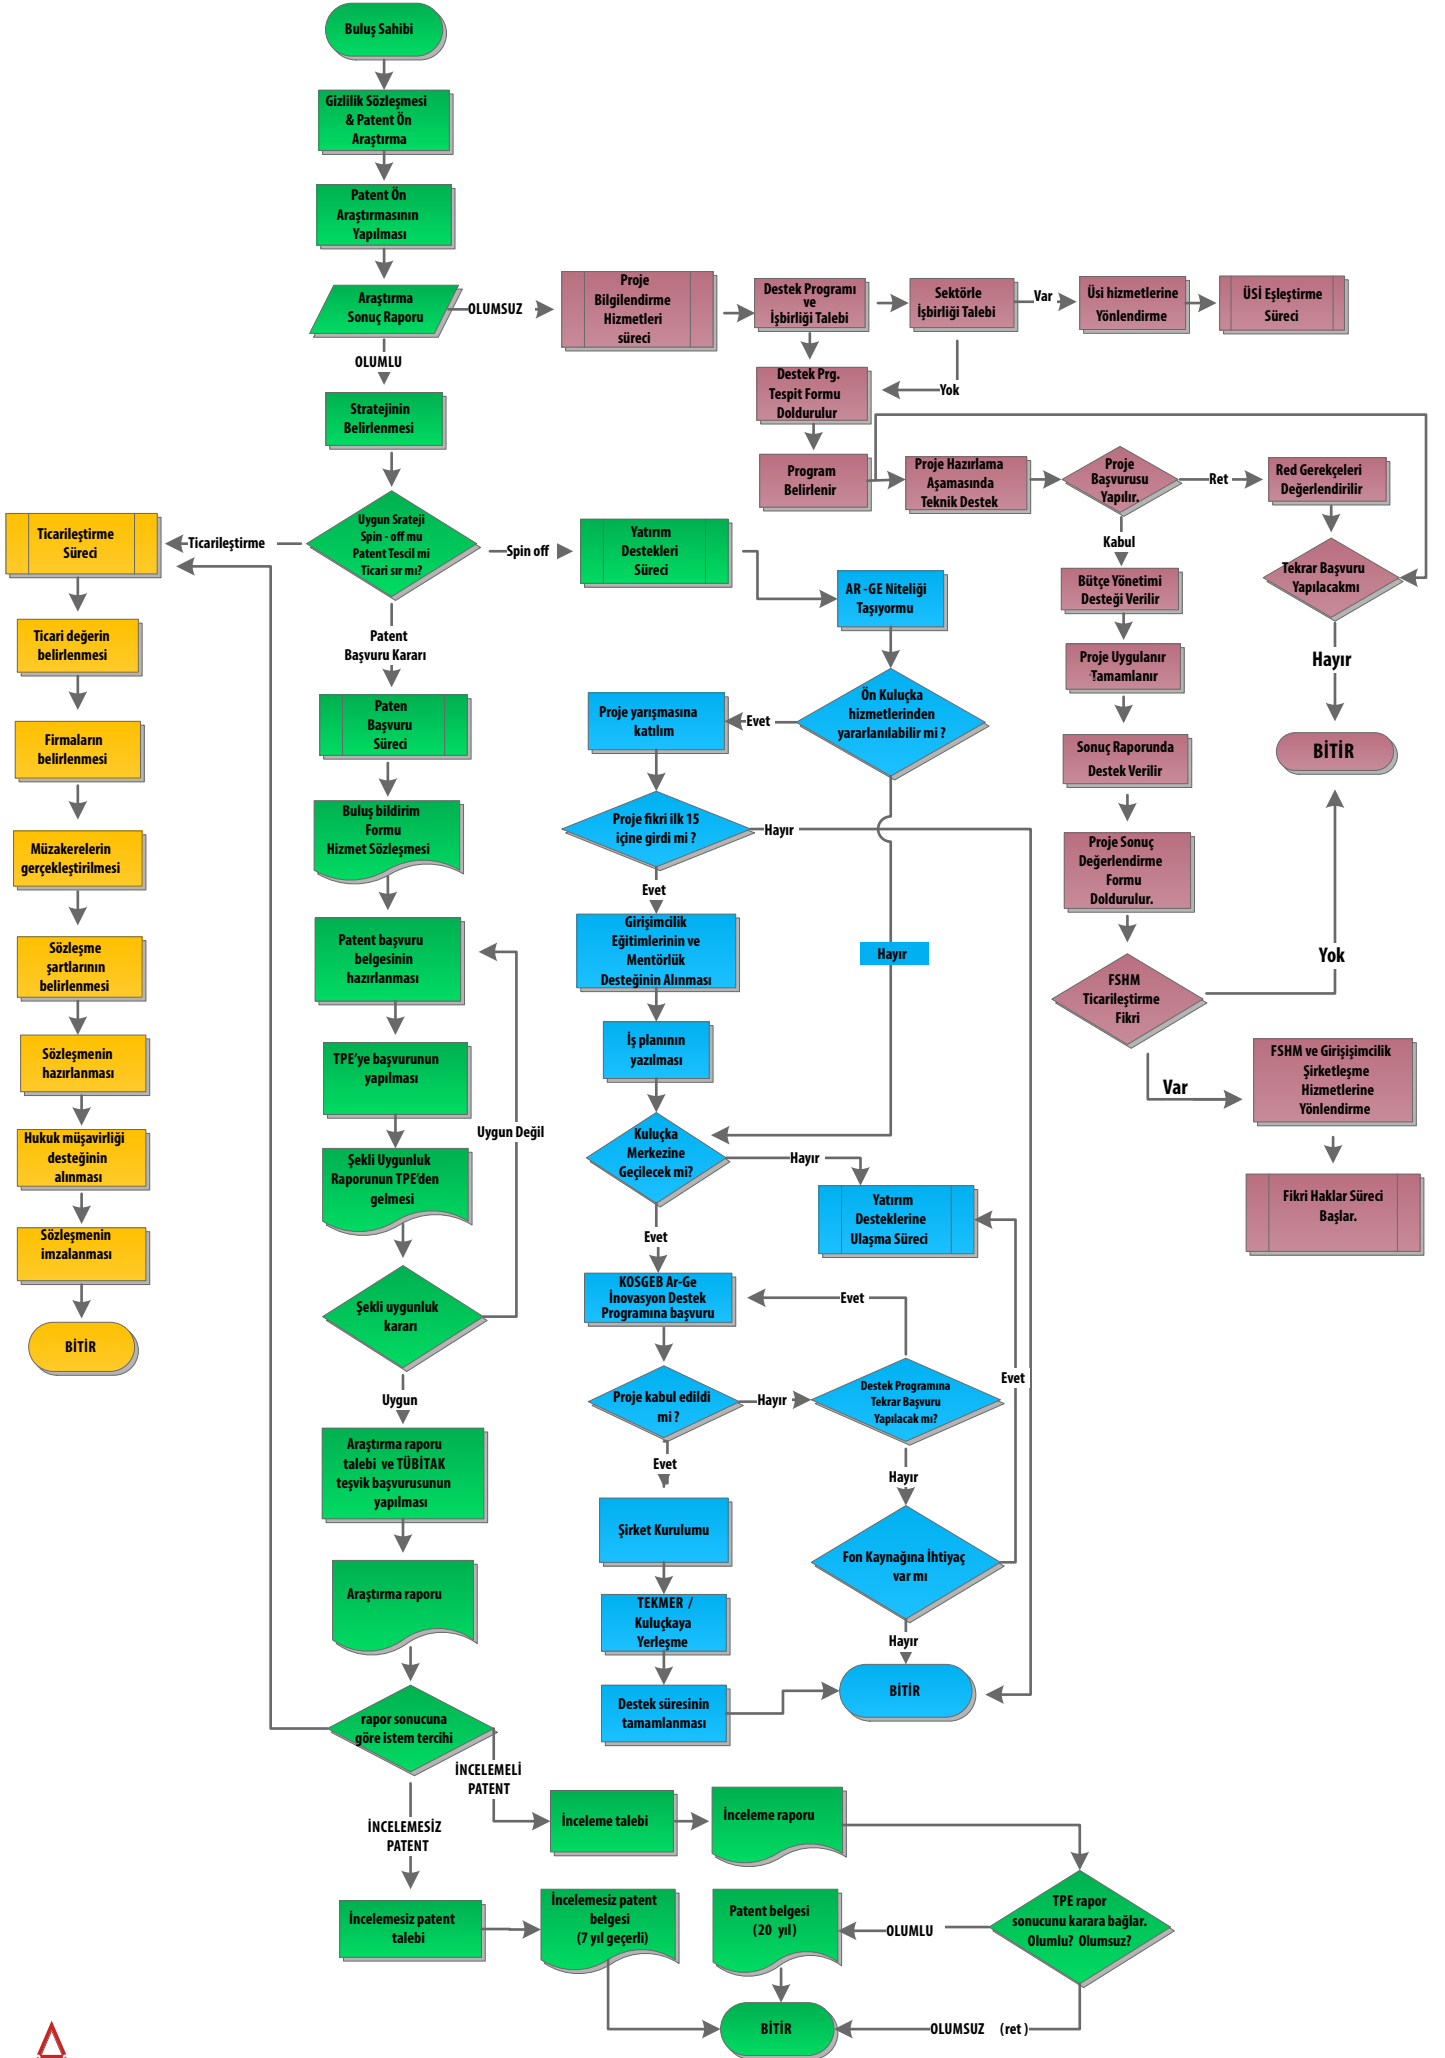 Buluş Sahibi
Gizlilik Sözleşmesi
& Patent Ön
Araştırma
Patent Ön
Araştırmasının
Yapılması
Araştırma
Sonuç Raporu
OLUMSUZ
Proje
Bilgilendirme
Hizmetleri
süreci
Destek Programı
ve
İşbirliği Talebi
Sektörle
İşbirliği Talebi
Var
Üsi hizmetlerine
Yönlendirme
ÜSİ Eşleştirme
Süreci
Yok
Destek Prg.
Tespit Formu
Doldurulur
Program
Belirlenir
Proje Hazırlama
Aşamasında
Teknik Destek
Proje
Başvurusu
Yapılır.
Ret
Red Gerekçeleri
Değerlendirilir
Tekrar Başvuru
Yapılacakmı
Hayır
BİTİR
Kabul
Bütçe Yönetimi
Desteği Verilir
Proje Uygulanır
Tamamlanır
Sonuç Raporunda
Destek Verilir
Proje Sonuç
Değerlendirme
Formu
Doldurulur.
FSHM
Ticarileştirme
Fikri
Yok
Var
FSHM ve Girişişimcilik
Şirketleşme
Hizmetlerine
Yönlendirme
Fikri Haklar Süreci
Başlar.
OLUMLU
Stratejinin
Belirlenmesi
Uygun Srateji
Spin - off mu
Patent Tescil mi
Ticari sır mı?
Ticarileştirme
Ticarileştirme
Süreci
Ticari değerin
belirlenmesi
Firmaların
belirlenmesi
Müzakerelerin
gerçekleştirilmesi
Sözleşme
şartlarının
belirlenmesi
Sözleşmenin
hazırlanması
Hukuk müşavirliği
desteğinin
alınması
Sözleşmenin
imzalanması
BİTİR
Spin off
Yatırım
Destekleri
Süreci
AR -GE Niteliği
Taşıyormu
Ön Kuluçka
hizmetlerinden
yararlanılabilir mi ?
Evet
Proje yarışmasına
katılım
Proje fikri ilk 15
içine girdi mi ?
Hayır
Evet
Girişimcilik
Eğitimlerinin ve
Mentörlük
Desteğinin Alınması
Hayır
İş planının
yazılması
Kuluçka
Merkezine
Geçilecek mi?
Hayır
Yatırım
Desteklerine
Ulaşma Süreci
Evet
KOSGEB Ar-Ge
İnovasyon Destek
Programına başvuru
Evet
Proje kabul edildi
mi ?
Hayır
Destek Programına
Tekrar Başvuru
Yapılacak mı?
Evet
Evet
Hayır
Şirket Kurulumu
Fon Kaynağına İhtiyaç
var mı
TEKMER /
Kuluçkaya
Yerleşme
Hayır
Destek süresinin
tamamlanması
BİTİR
Patent
Başvuru Kararı
Paten
Başvuru
Süreci
Buluş bildirim
Formu
Hizmet Sözleşmesi
Patent başvuru
belgesinin
hazırlanması
TPE'ye başvurunun
yapılması
Uygun Değil
Şekli Uygunluk
Raporunun TPE'den
gelmesi
Şekli uygunluk
kararı
Uygun
Araştırma raporu
talebi ve TÜBİTAK
teşvik başvurusunun
yapılması
Araştırma raporu
rapor sonucuna
göre istem tercihi
İNCELEMELİ
PATENT
İNCELEMESİZ
PATENT
İnceleme talebi
İnceleme raporu
TPE rapor
sonucunu karara bağlar.
Olumlu? Olumsuz?
İncelemesiz patent
talebi
İncelemesiz patent
belgesi
(7 yıl geçerli)
Patent belgesi
(20 yıl)
OLUMLU
BİTİR
OLUMSUZ (ret )